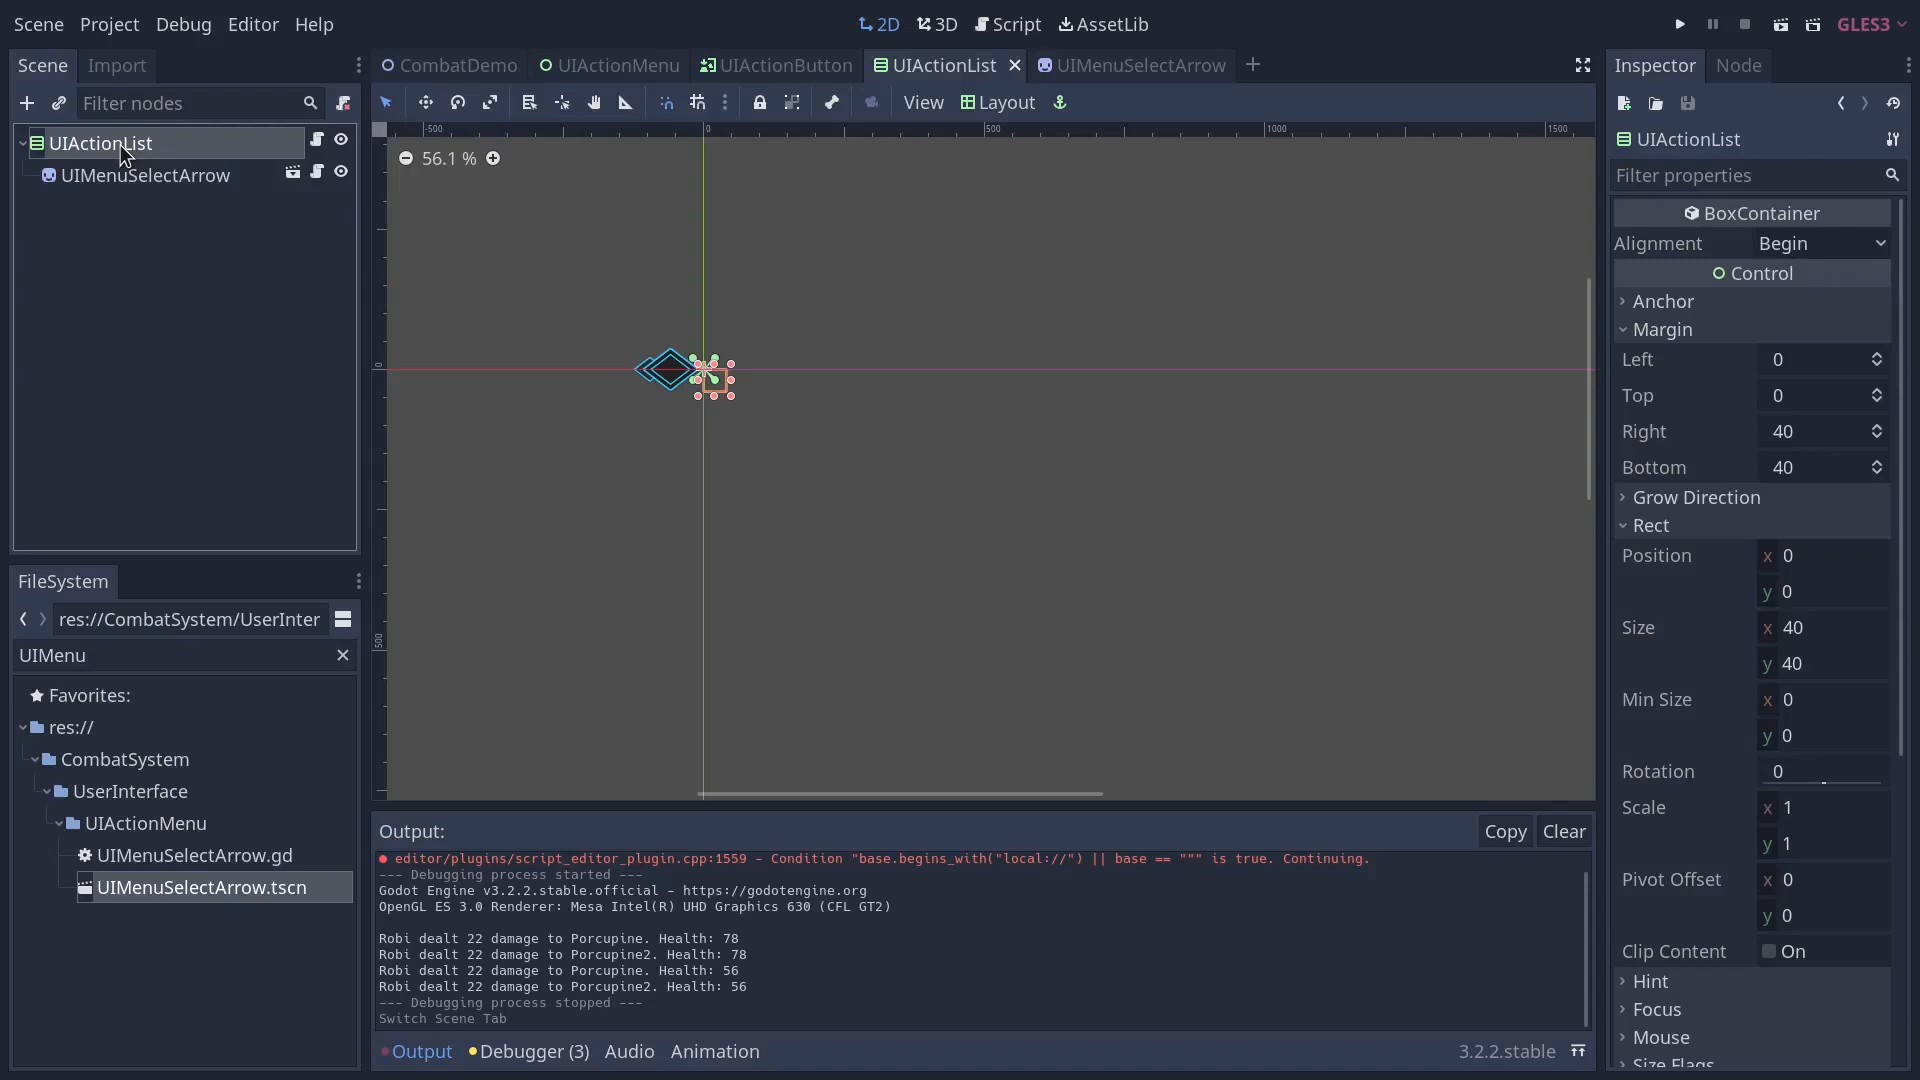 Scene Project Debug Editor Help
2D 3D Script AssetLib
GLES3
Scene Import
Filter nodes
UIActionList
UIMenuSelectArrow
FileSystem
res://CombatSystem/UserInter
UIMenu
Favorites:
res://
CombatSystem
UserInterface
UIActionMenu
UIMenuSelectArrow.gd
UIMenuSelectArrow.tscn
CombatDemo UIActionMenu UIActionButton UIActionList UIMenuSelectArrow
View Layout
-500 0 500 1000 1500
56.1 %
0
500
Output:
Copy Clear
editor/plugins/script_editor_plugin.cpp:1559 - Condition "base.begins_with("local://") || base == """ is true. Continuing.
--- Debugging process started ---
Godot Engine v3.2.2.stable.official - https://godotengine.org
OpenGL ES 3.0 Renderer: Mesa Intel(R) UHD Graphics 630 (CFL GT2)
Robi dealt 22 damage to Porcupine. Health: 78
Robi dealt 22 damage to Porcupine2. Health: 78
Robi dealt 22 damage to Porcupine. Health: 56
Robi dealt 22 damage to Porcupine2. Health: 56
--- Debugging process stopped ---
Switch Scene Tab
Output Debugger (3) Audio Animation
3.2.2.stable
Inspector Node
UIActionList
Filter properties
BoxContainer
Alignment Begin
Control
Anchor
Margin
Left 0
Top 0
Right 40
Bottom 40
Grow Direction
Rect
Position x 0
y 0
Size x 40
y 40
Min Size x 0
y 0
Rotation 0
Scale x 1
y 1
Pivot Offset x 0
y 0
Clip Content On
Hint
Focus
Mouse
Size Flags